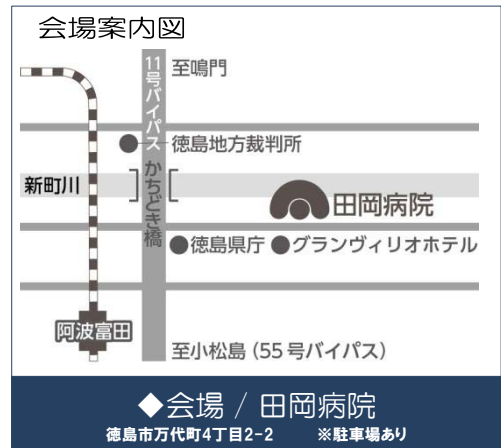 会場案内図
11号バイパス
至鳴門
徳島地方裁判所
新町川
かちどき橋
田岡病院
●徳島県庁 ●グランヴィリオホテル
阿波富田
至小松島（55号バイパス）
◆会場 / 田岡病院
徳島市万代町4丁目2-2 ※駐車場あり